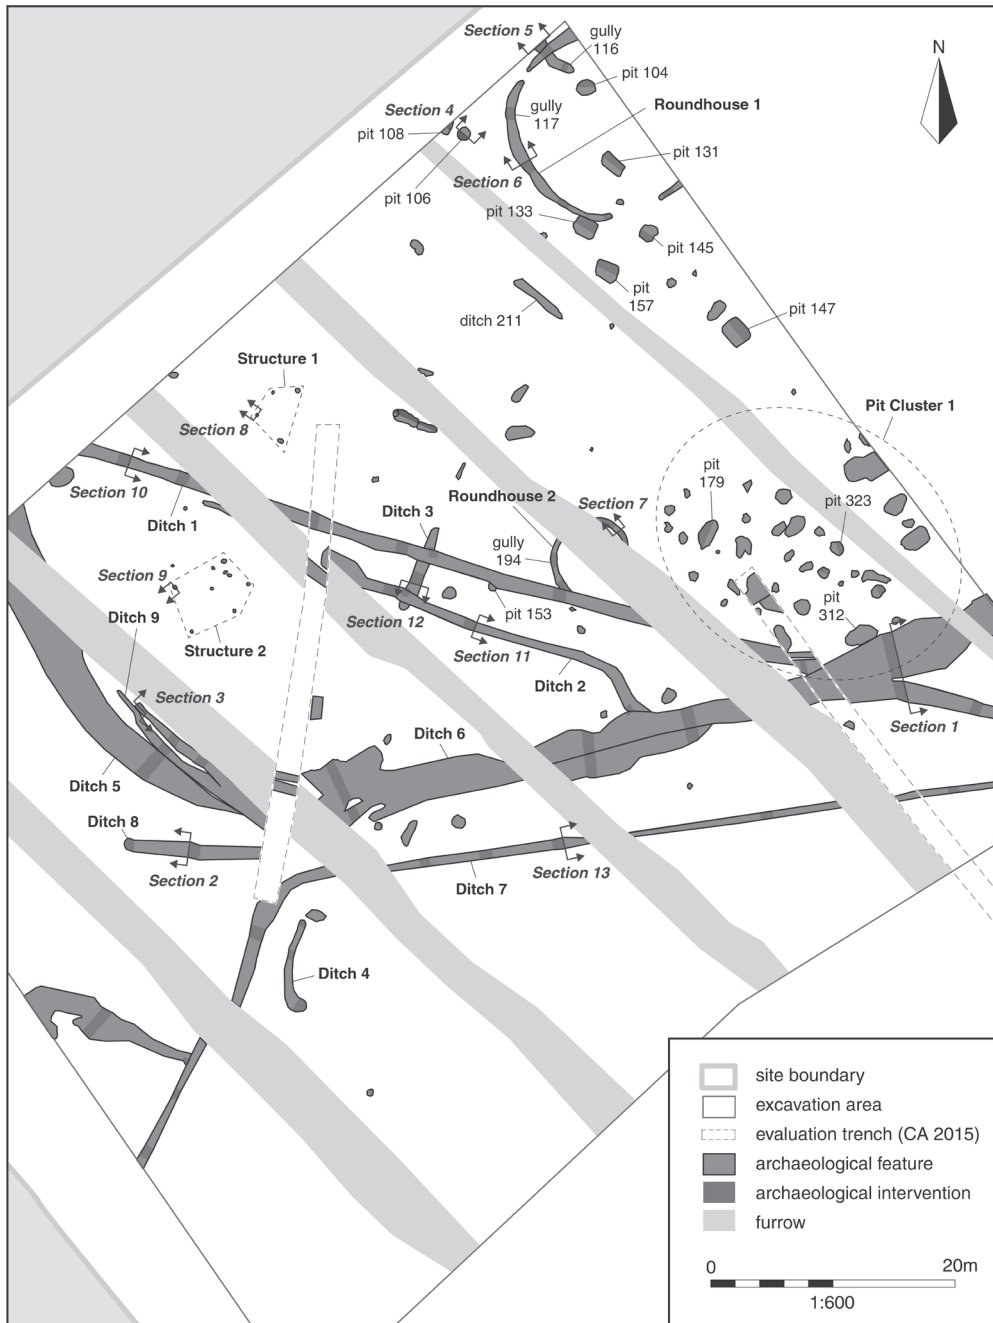 Section 5
gully
116
pit 104
N
Section 4
gully
117
Roundhouse 1
pit 108
pit 131
Section 6
pit 106
pit 133
pit 145
pit
157
ditch 211
pit 147
Structure 1
Pit Cluster 1
Section 8
pit
179
Section 10
Roundhouse 2
Section 7
pit 323
Ditch 3
Ditch 1
gully
194
Section 9
pit
312
Ditch 9
Section 12
pit 153
Structure 2
Section 11
Ditch 2
Section 3
Section 1
Ditch 6
Ditch 5
Ditch 8
Section 2
Ditch 7
Section 13
Ditch 4
site boundary
excavation area
evaluation trench (CA 2015)
archaeological feature
archaeological intervention
furrow
0 20m
1:600